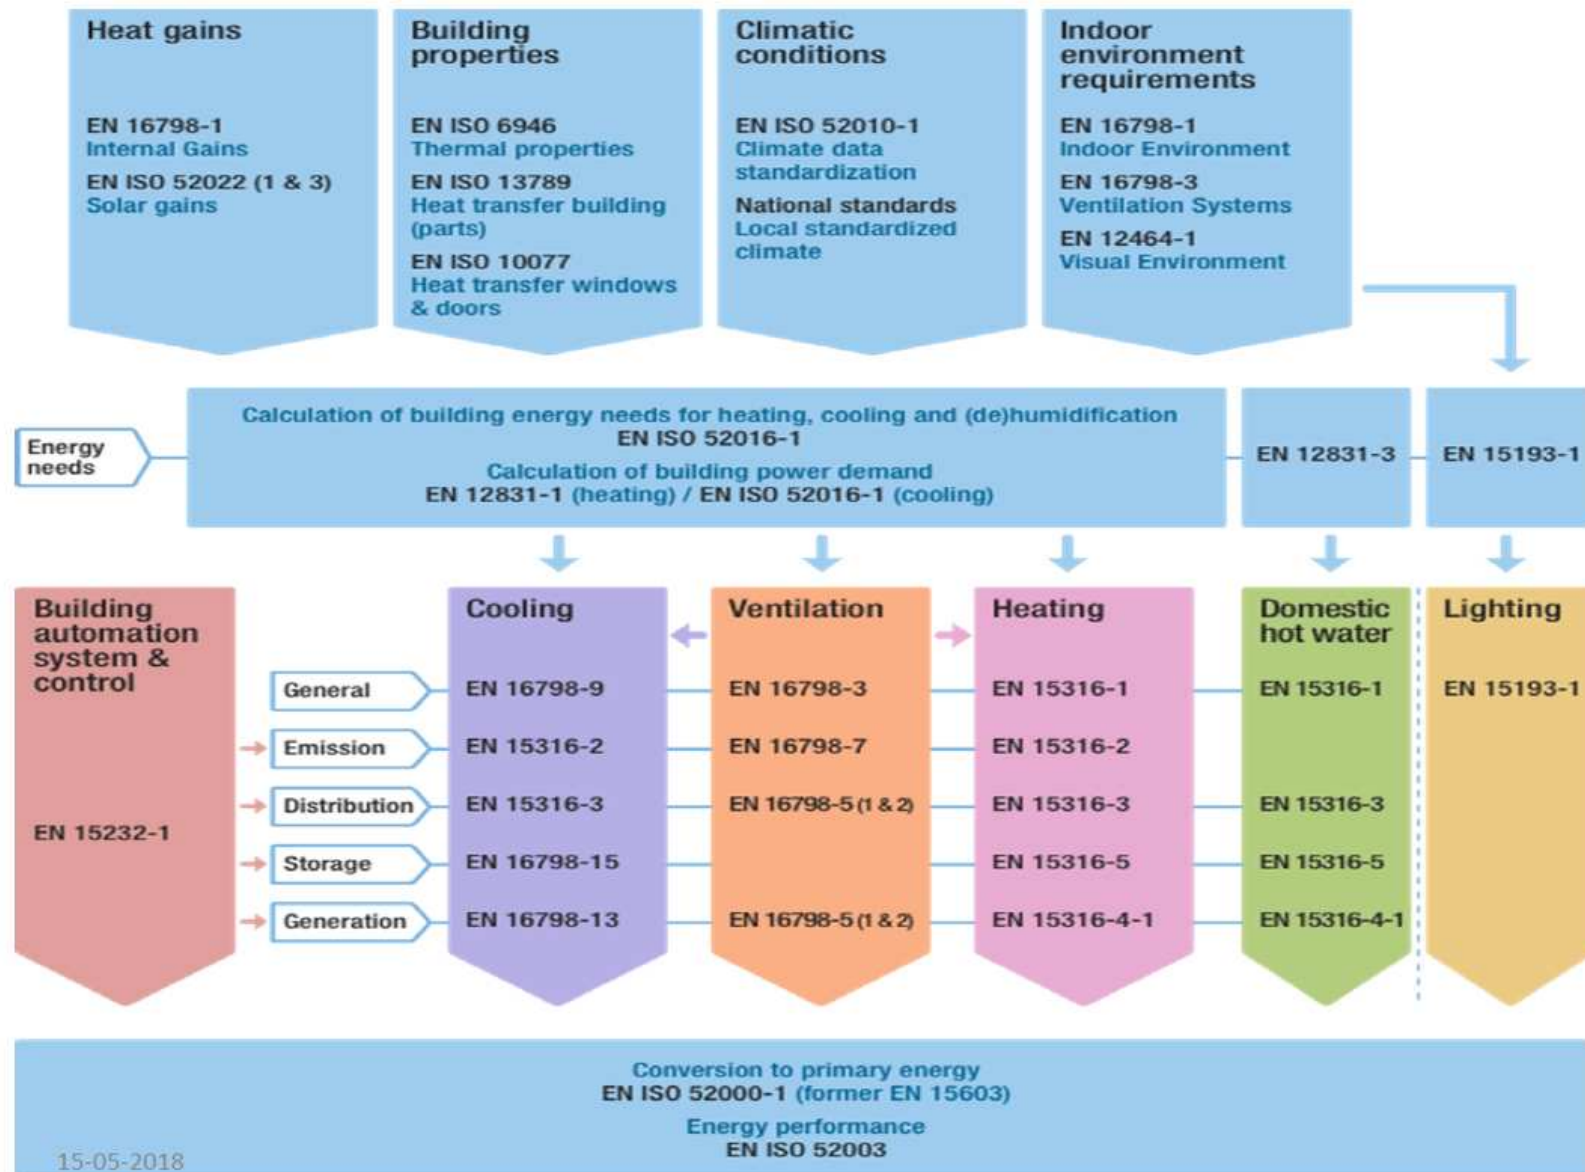 Heat gains
EN 16798-1
Internal Gains
EN ISO 52022 (1 & 3)
Solar gains
Building
properties
EN ISO 6946
Thermal properties
EN ISO 13789
Heat transfer building
(parts)
EN ISO 10077
Heat transfer windows
& doors
Climatic
conditions
EN ISO 52010-1
Climate data
standardization
National standards
Local standardized
climate
Indoor
environment
requirements
EN 16798-1
Indoor Environment
EN 16798-3
Ventilation Systems
EN 12464-1
Visual Environment
Energy
needs
Calculation of building energy needs for heating, cooling and (de)humidification
EN ISO 52016-1
Calculation of building power demand
EN 12831-1 (heating) / EN ISO 52016-1 (cooling)
EN 12831-3
EN 15193-1
Building
automation
system &
control
EN 15232-1
General
Emission
Distribution
Storage
Generation
Cooling
EN 16798-9
EN 15316-2
EN 15316-3
EN 16798-15
EN 16798-13
Ventilation
EN 16798-3
EN 16798-7
EN 16798-5 (1 & 2)
EN 16798-5 (1 & 2)
Heating
EN 15316-1
EN 15316-2
EN 15316-3
EN 15316-5
EN 15316-4-1
Domestic
hot water
EN 15316-1
EN 15316-3
EN 15316-5
EN 15316-4-1
Lighting
EN 15193-1
Conversion to primary energy
EN ISO 52000-1 (former EN 15603)
Energy performance
EN ISO 52003
15-05-2018